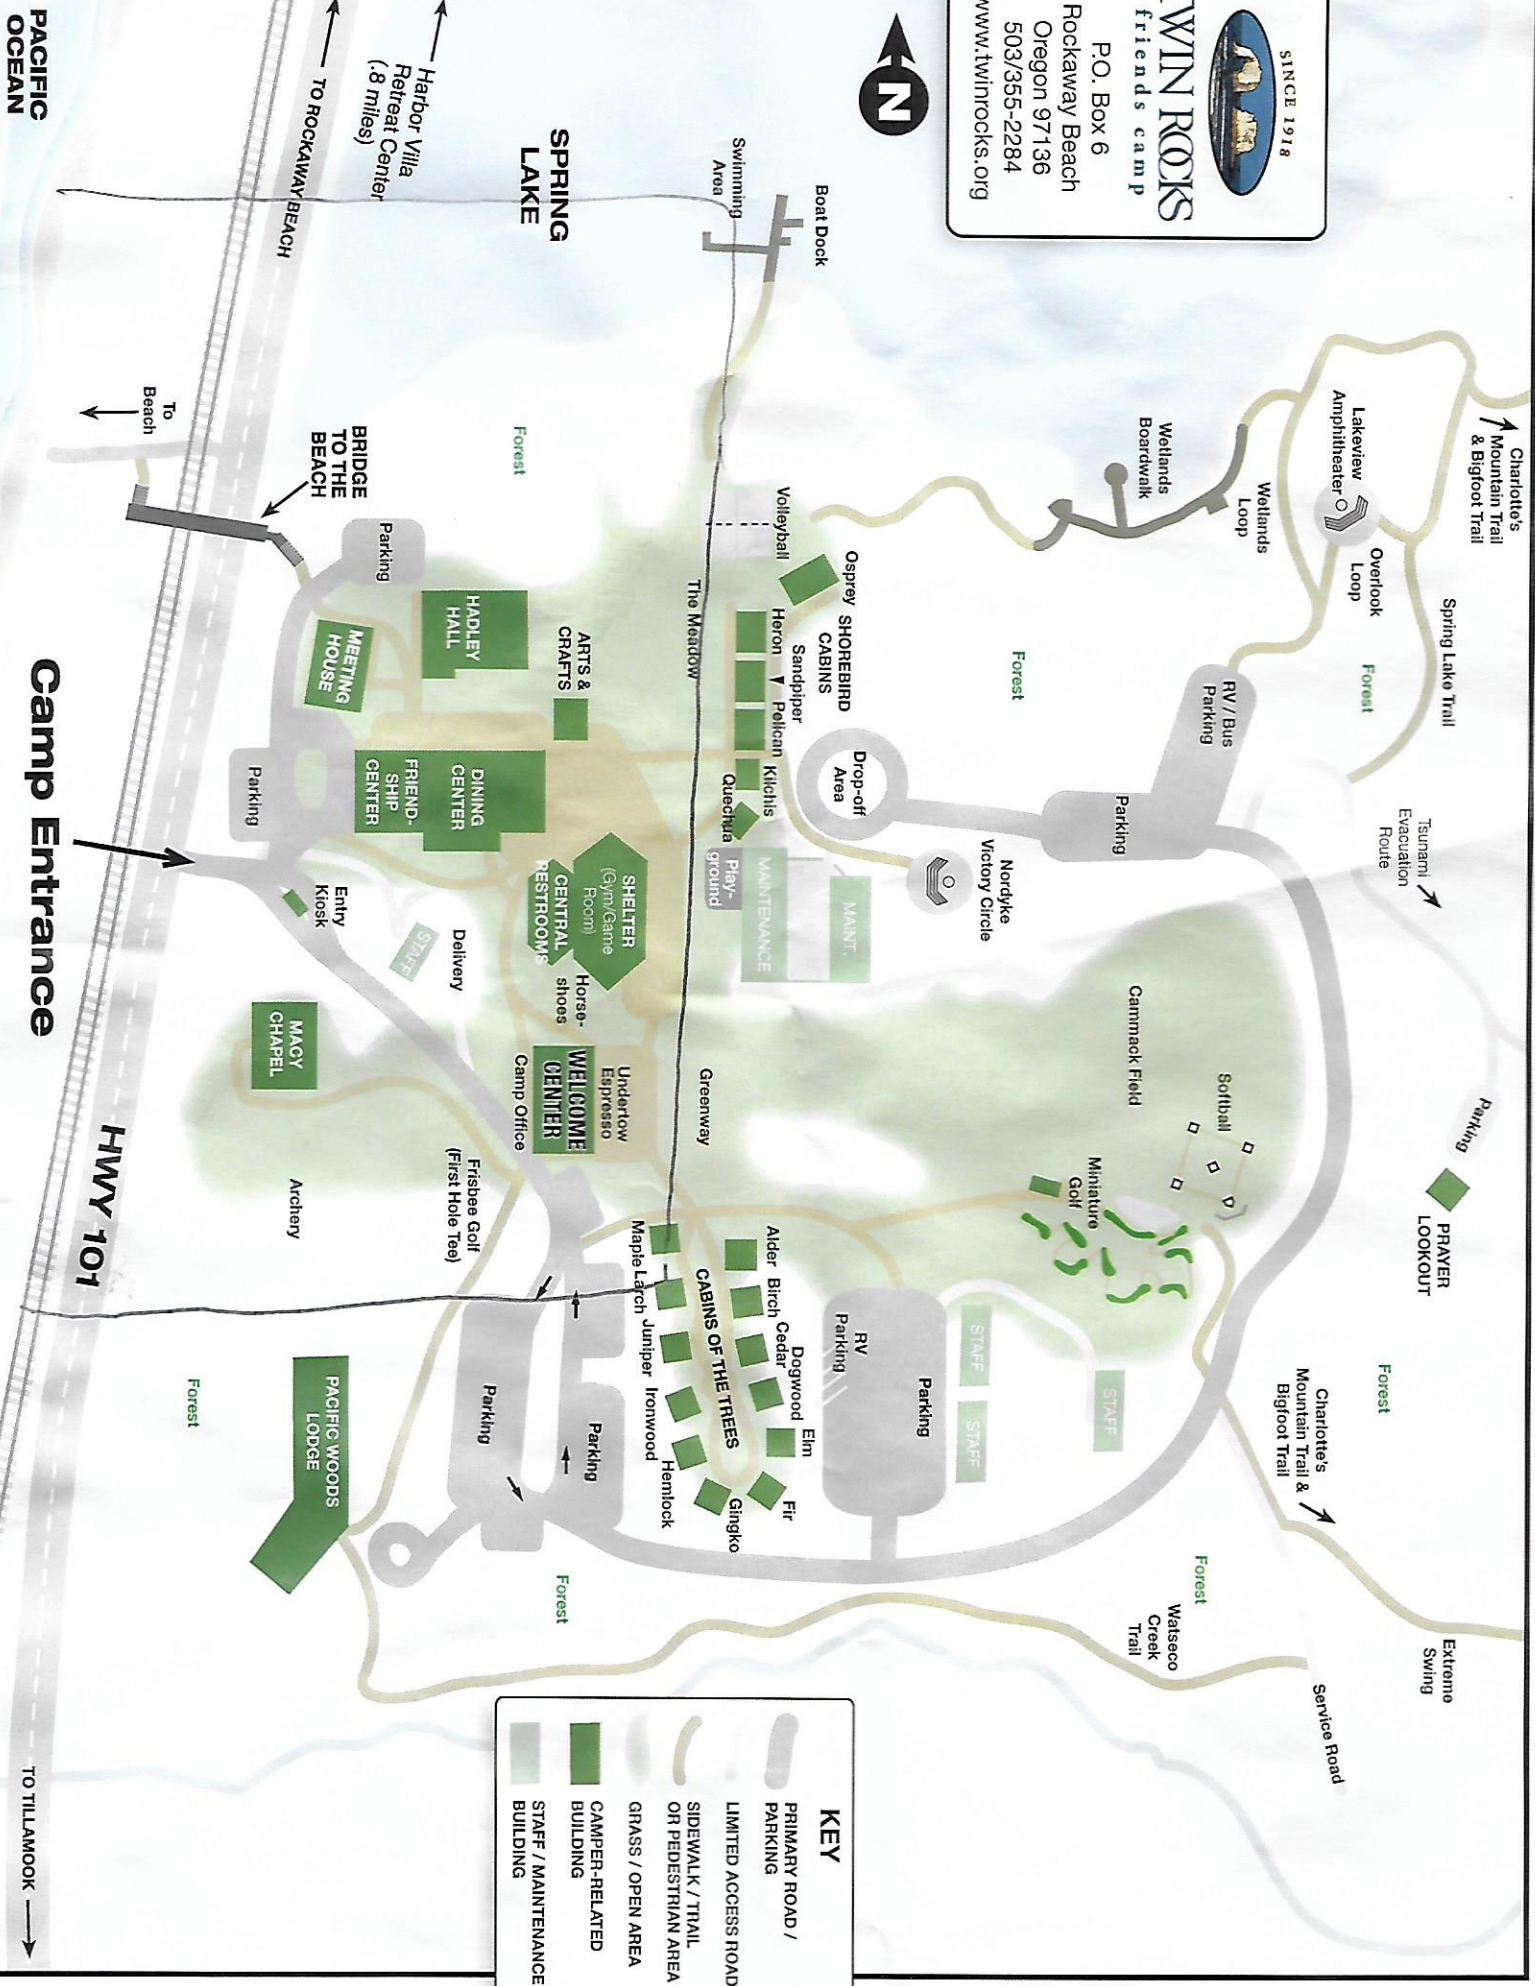 SINCE 1918
TWIN ROCKS
friends camp
P.O. Box 6
Rockaway Beach
Oregon 97136
503/355-2284
www.twinrocks.org
N
Charlotte's
Mountain Trail
& Bigfoot Trail
Lakeview
Amphitheater
Overlook
Loop
Spring Lake Trail
Forest
Wetlands
Loop
Wetlands
Boardwalk
RV / Bus
Parking
Forest
Tsunami
Evacuation
Route
Parking
PRAYER
LOOKOUT
Parking
Drop-off
Area
Nordyke
Victory Circle
Cammack Field
Softball
Miniature
Golf
Forest
Charlotte's
Mountain Trail &
Bigfoot Trail
Extreme
Swing
Service Road
Watseco
Creek
Trail
Forest
Boat Dock
Swimming
Area
SPRING
LAKE
Harbor Villa
Retreat Center
(.8 miles)
TO ROCKAWAY BEACH
PACIFIC
OCEAN
Volleyball
Osprey
SHOREBIRD
CABINS
Heron
Sandpiper
Pelican
Kilchis
Quechua
The Meadow
Play-
ground
MAINTENANCE
MAINT.
Greenway
Alder
Birch
Cedar
Dogwood
Elm
Fir
CABINS OF THE TREES
Maple
Larch
Juniper
Ironwood
Hemlock
Gingko
RV
Parking
Parking
STAFF
STAFF
STAFF
Forest
To
Beach
BRIDGE
TO THE
BEACH
Parking
HADLEY
HALL
MEETING
HOUSE
ARTS &
CRAFTS
DINING
CENTER
FRIEND-
SHIP
CENTER
Parking
SHELTER
(Gym/Game
Room)
CENTRAL
RESTROOMS
Horse-
shoes
Undertow
Espresso
WELCOME
CENTER
Camp Office
Entry
Kiosk
Delivery
STAFF
MACY
CHAPEL
Frisbee Golf
(First Hole Tee)
Archery
Parking
Parking
PACIFIC WOODS
LODGE
Forest
Forest
Camp Entrance
HWY 101
TO TILLAMOOK
KEY
PRIMARY ROAD /
PARKING
LIMITED ACCESS ROAD
SIDEWALK / TRAIL
OR PEDESTRIAN AREA
GRASS / OPEN AREA
CAMPER-RELATED
BUILDING
STAFF / MAINTENANCE
BUILDING